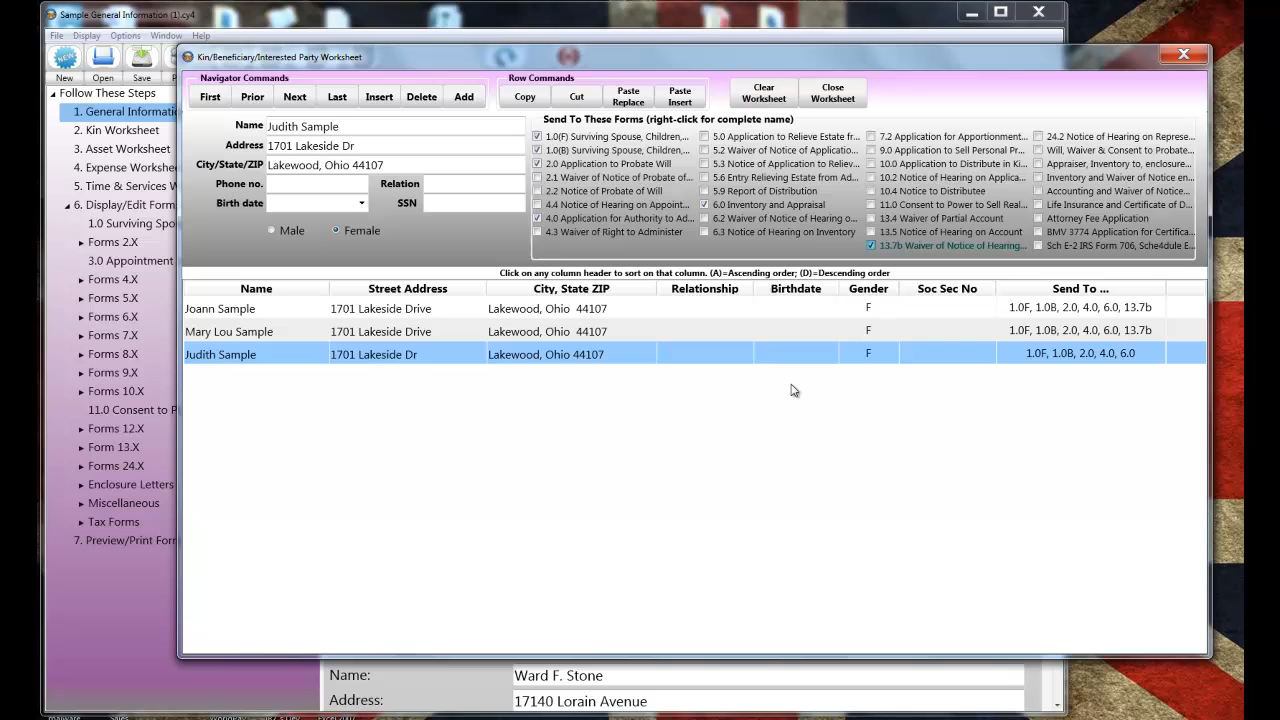 Sample General Information (1).cy4
File Display Options Window Help
New Open Save
Follow These Steps
1. General Informati
2. Kin Worksheet
3. Asset Worksheet
4. Expense Workshe
5. Time & Services W
6. Display/Edit Form
1.0 Surviving Spo
Forms 2.X
3.0 Appointment
Forms 4.X
Forms 5.X
Forms 6.X
Forms 7.X
Forms 8.X
Forms 9.X
Forms 10.X
11.0 Consent to P
Forms 12.X
Form 13.X
Forms 24.X
Enclosure Letters
Miscellaneous
Tax Forms
7. Preview/Print Form
Kin/Beneficiary/Interested Party Worksheet
Navigator Commands
First Prior Next Last Insert Delete Add
Row Commands
Copy Cut Paste Replace Paste Insert
Clear Worksheet
Close Worksheet
Name Judith Sample
Address 1701 Lakeside Dr
City/State/ZIP Lakewood, Ohio 44107
Phone no. Relation
Birth date SSN
Male Female
Send To These Forms (right-click for complete name)
1.0(F) Surviving Spouse, Children,... 5.0 Application to Relieve Estate fr... 7.2 Application for Apportionment... 24.2 Notice of Hearing on Represe...
1.0(B) Surviving Spouse, Children,... 5.2 Waiver of Notice of Applicatio... 9.0 Application to Sell Personal Pr... Will, Waiver & Consent to Probate...
2.0 Application to Probate Will 5.3 Notice of Application to Reliev... 10.0 Application to Distribute in Ki... Appraiser, Inventory to, enclosure...
2.1 Waiver of Notice of Probate of... 5.6 Entry Relieving Estate from Ad... 10.2 Notice of Hearing on Applica... Inventory and Waiver of Notice en...
2.2 Notice of Probate of Will 5.9 Report of Distribution 10.4 Notice to Distributee Accounting and Waiver of Notice...
4.4 Notice of Hearing on Appoint... 6.0 Inventory and Appraisal 11.0 Consent to Power to Sell Real... Life Insurance and Certificate of D...
4.0 Application for Authority to Ad... 6.2 Waiver of Notice of Hearing o... 13.4 Waiver of Partial Account Attorney Fee Application
4.3 Waiver of Right to Administer 6.3 Notice of Hearing on Inventory 13.5 Notice of Hearing on Account BMV 3774 Application for Certifica...
13.7b Waiver of Notice of Hearing... Sch E-2 IRS Form 706, Sche4dule E...
Click on any column header to sort on that column. (A)=Ascending order; (D)=Descending order
Name Street Address City, State ZIP Relationship Birthdate Gender Soc Sec No Send To ...
Joann Sample 1701 Lakeside Drive Lakewood, Ohio 44107 F 1.0F, 1.0B, 2.0, 4.0, 6.0, 13.7b
Mary Lou Sample 1701 Lakeside Drive Lakewood, Ohio 44107 F 1.0F, 1.0B, 2.0, 4.0, 6.0, 13.7b
Judith Sample 1701 Lakeside Dr Lakewood, Ohio 44107 F 1.0F, 1.0B, 2.0, 4.0, 6.0
Name: Ward F. Stone
Address: 17140 Lorain Avenue